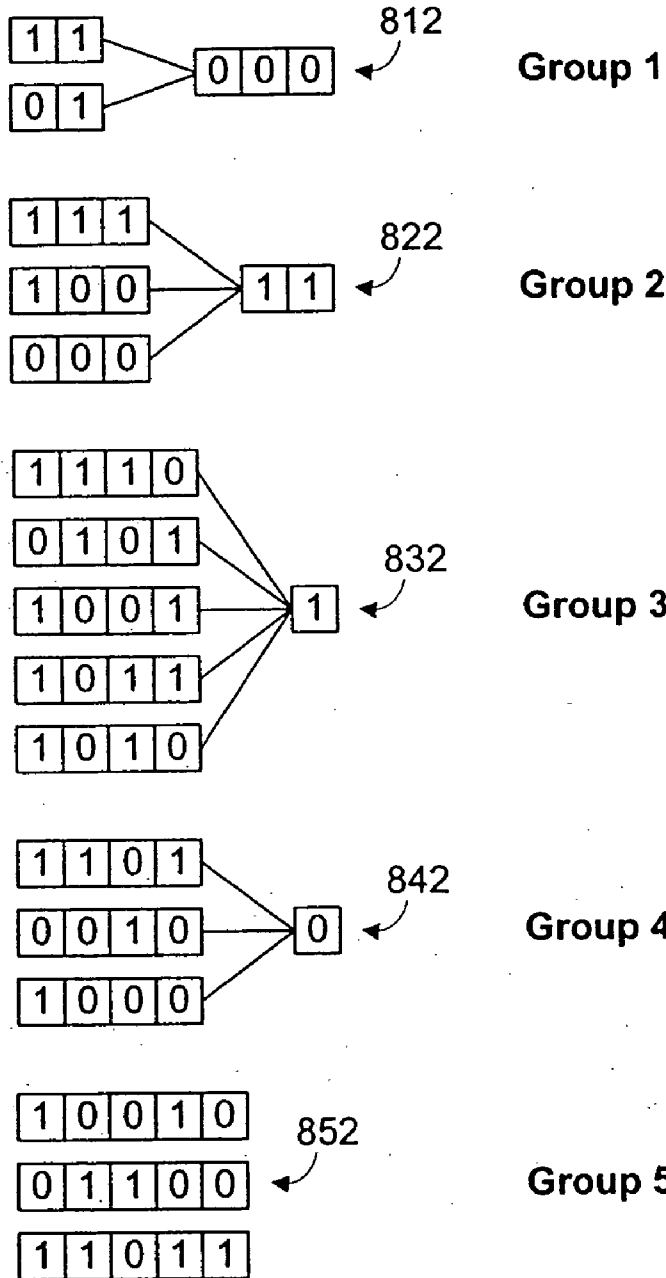 812
1 1
0 0 0 Group 1
0 1
1 1 1
822
1 0 0 1 1 Group 2
0 0 0
1 1 1 0
0 1 0 1
832
1 0 0 1 1 Group 3
1 0 1 1
1 0 1 0
1 1 0 1
842
0 0 1 0 0 Group 4
1 0 0 0
1 0 0 1 0
852
0 1 1 0 0 Group 5
1 1 0 1 1